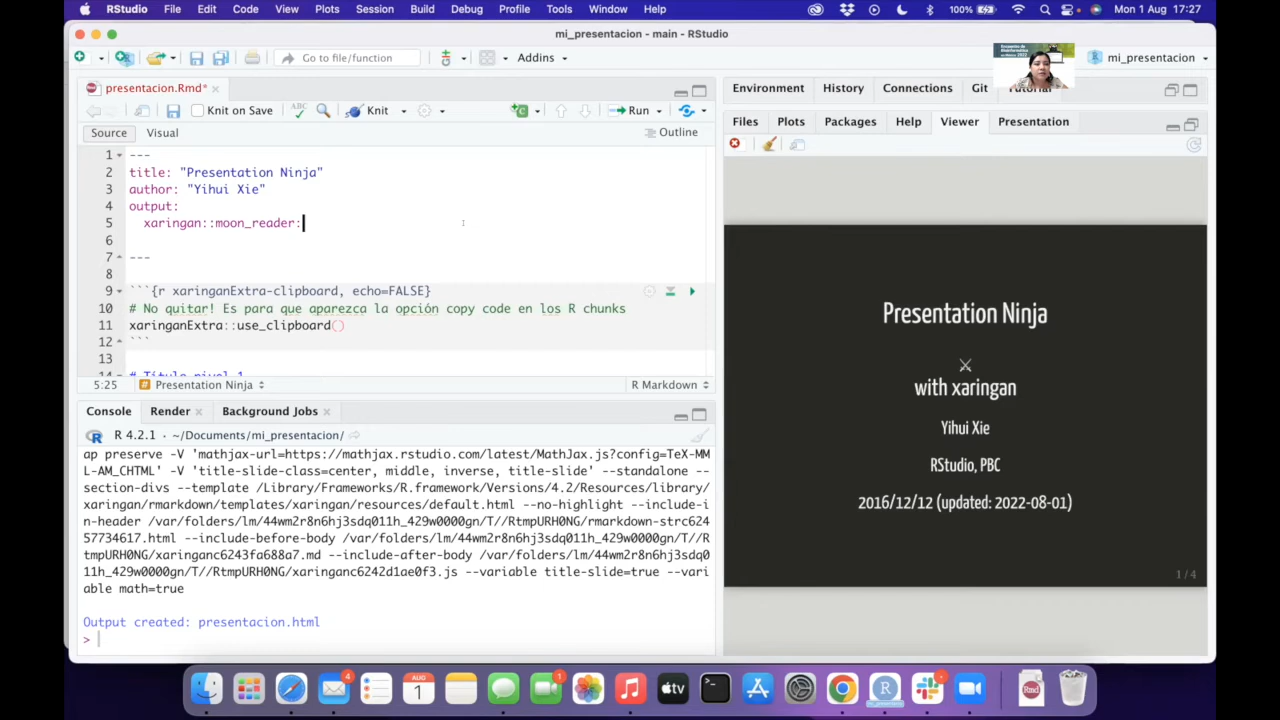 RStudio File Edit Code View Plots Session Build Debug Profile Tools Window Help 100% Mon 1 Aug 17:27
mi_presentacion - main - RStudio
Go to file/function Addins mi_presentacion
presentacion.Rmd*
Knit on Save Knit Run
Source Visual Outline
1 ---
2 title: "Presentation Ninja"
3 author: "Yihui Xie"
4 output:
5 xaringan::moon_reader:
6
7 ---
8
9 ```{r xaringanExtra-clipboard, echo=FALSE}
10 # No quitar! Es para que aparezca la opción copy code en los R chunks
11 xaringanExtra::use_clipboard()
12 ```
13
5:25 Presentation Ninja R Markdown
Console Render Background Jobs
R 4.2.1 · ~/Documents/mi_presentacion/
ap preserve -V 'mathjax-url=https://mathjax.rstudio.com/latest/MathJax.js?config=TeX-MM
L-AM_CHTML' -V 'title-slide-class=center, middle, inverse, title-slide' --standalone --
section-divs --template /Library/Frameworks/R.framework/Versions/4.2/Resources/library/
xaringan/rmarkdown/templates/xaringan/resources/default.html --no-highlight --include-i
n-header /var/folders/lm/44wm2r8n6hj3sdq011h_429w0000gn/T//RtmpURH0NG/rmarkdown-strc624
57734617.html --include-before-body /var/folders/lm/44wm2r8n6hj3sdq011h_429w0000gn/T//R
tmpURH0NG/xaringanc6243fa688a7.md --include-after-body /var/folders/lm/44wm2r8n6hj3sdq0
11h_429w0000gn/T//RtmpURH0NG/xaringanc6242d1ae0f3.js --variable title-slide=true --vari
able math=true
Output created: presentacion.html
>
Environment History Connections Git Tutorial
Files Plots Packages Help Viewer Presentation
Presentation Ninja
⚔
with xaringan
Yihui Xie
RStudio, PBC
2016/12/12 (updated: 2022-08-01)
1 / 4
4
AUG
1
1
tv
Rmd